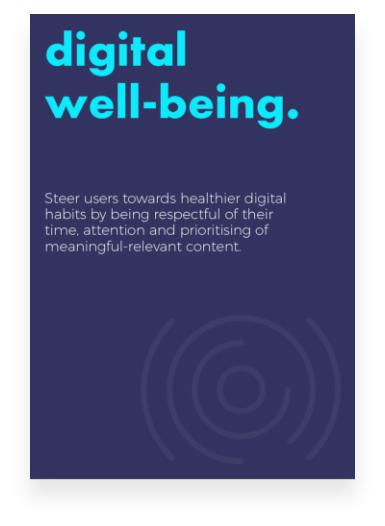 digital
well-being.
Steer users towards healthier digital
habits by being respectful of their
time, attention and prioritising of
meaningful-relevant content.